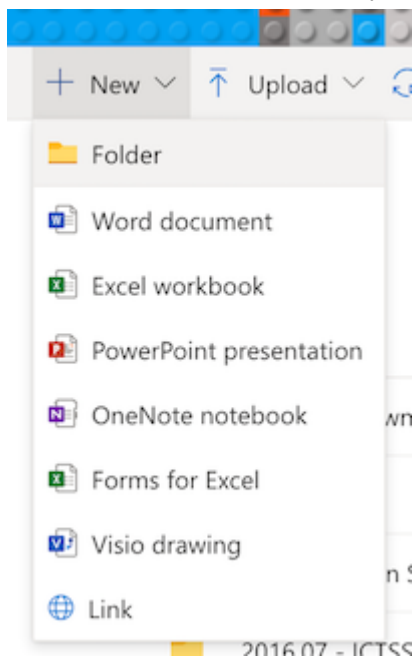 New Upload
Folder
Word document
Excel workbook
PowerPoint presentation
OneNote notebook
Forms for Excel
Visio drawing
Link